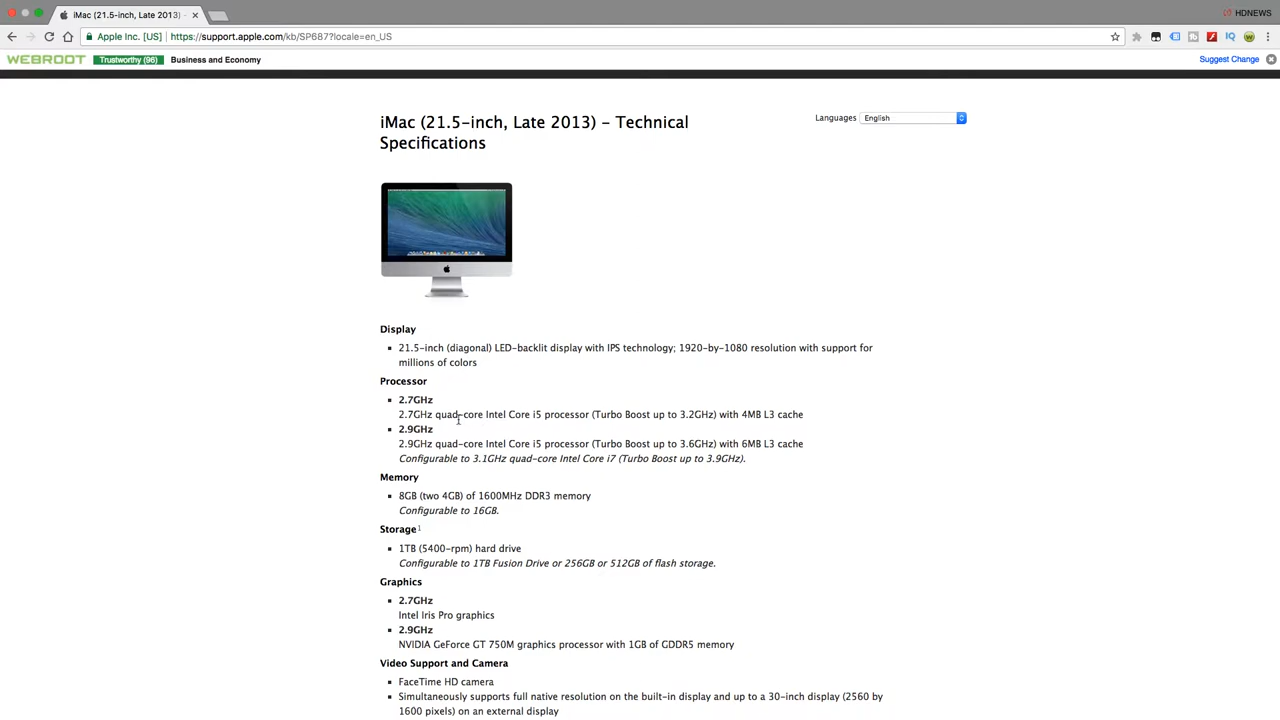 iMac (21.5-inch, Late 2013) -
HDNEWS
Apple Inc. [US] https://support.apple.com/kb/SP687?locale=en_US
WEBROOT Trustworthy (96) Business and Economy Suggest Change
iMac (21.5-inch, Late 2013) - Technical
Specifications
Languages English
Display
21.5-inch (diagonal) LED-backlit display with IPS technology; 1920-by-1080 resolution with support for
millions of colors
Processor
2.7GHz
2.7GHz quad-core Intel Core i5 processor (Turbo Boost up to 3.2GHz) with 4MB L3 cache
2.9GHz
2.9GHz quad-core Intel Core i5 processor (Turbo Boost up to 3.6GHz) with 6MB L3 cache
Configurable to 3.1GHz quad-core Intel Core i7 (Turbo Boost up to 3.9GHz).
Memory
8GB (two 4GB) of 1600MHz DDR3 memory
Configurable to 16GB.
Storage1
1TB (5400-rpm) hard drive
Configurable to 1TB Fusion Drive or 256GB or 512GB of flash storage.
Graphics
2.7GHz
Intel Iris Pro graphics
2.9GHz
NVIDIA GeForce GT 750M graphics processor with 1GB of GDDR5 memory
Video Support and Camera
FaceTime HD camera
Simultaneously supports full native resolution on the built-in display and up to a 30-inch display (2560 by
1600 pixels) on an external display